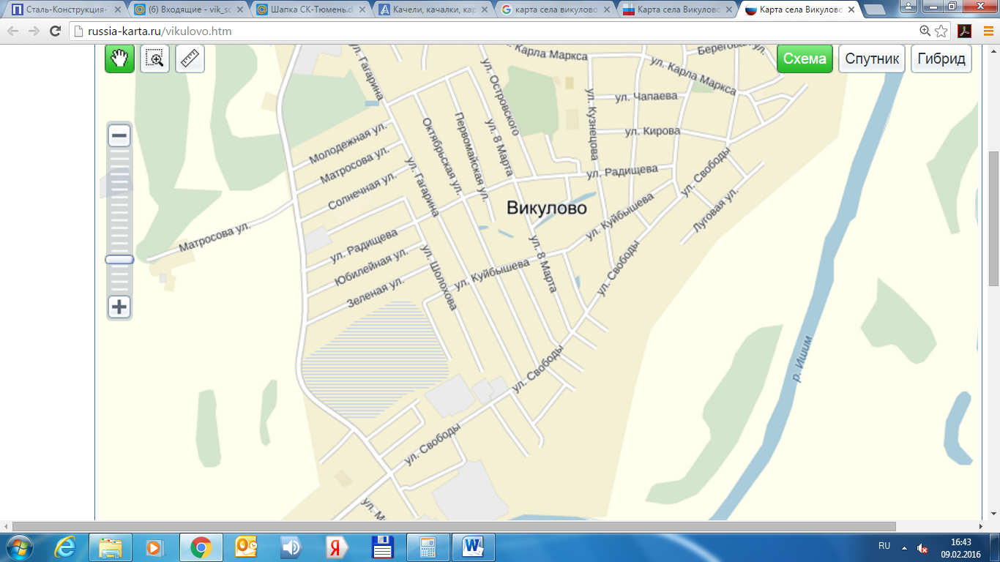 Сталь-Конструкция-
(6) Входящие - vik_sc
Шапка СК-Тюмень.d
Качели, качалки, кар
карта села викулово
Карта села Викулово
Карта села Викулово
russia-karta.ru/vikulovo.htm
Схема
Спутник
Гибрид
ул. Гагарина
ул. Островского
ул. Карла Маркса
Береговая ул.
ул. Карла Маркса
ул. Чапаева
ул. Кузнецова
ул. Кирова
Молодежная ул.
Матросова ул.
Солнечная ул.
ул. Гагарина
Октябрьская ул.
Первомайская ул.
ул. 8 Марта
ул. Радищева
ул. Свободы
Луговая ул.
Викулово
ул. Куйбышева
Матросова ул.
ул. Радищева
Юбилейная ул.
Зеленая ул.
ул. Шолохова
ул. Куйбышева
ул. 8 Марта
ул. Свободы
р. Ишим
ул. Свободы
ул. Свободы
RU
16:43
09.02.2016